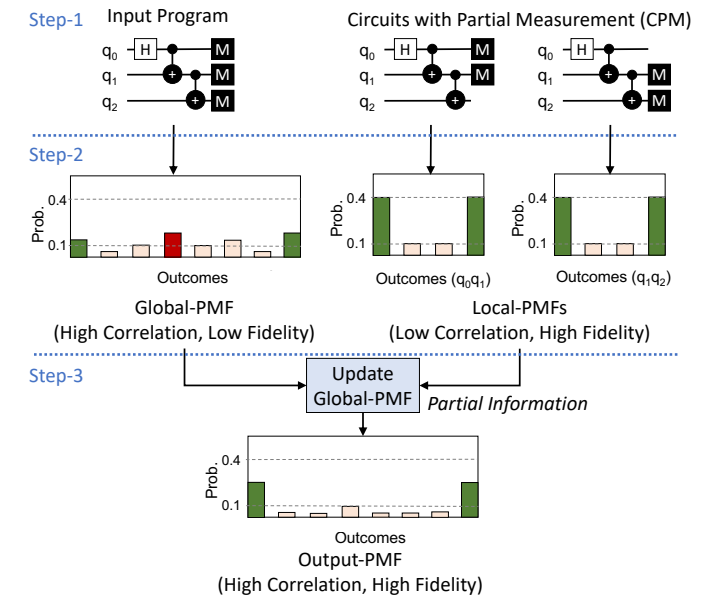 Step-1
Input Program
Circuits with Partial Measurement (CPM)
q0 H M
q1 + M
q2 + M
q0 H M
q1 + M
q2 +
q0 H
q1 + M
q2 + M
Step-2
Prob.
0.4
0.1
Outcomes
0.4
0.1
Outcomes (q0q1)
0.4
0.1
Outcomes (q1q2)
Global-PMF
(High Correlation, Low Fidelity)
Local-PMFs
(Low Correlation, High Fidelity)
Step-3
Update
Global-PMF
Partial Information
Prob.
0.4
0.1
Outcomes
Output-PMF
(High Correlation, High Fidelity)